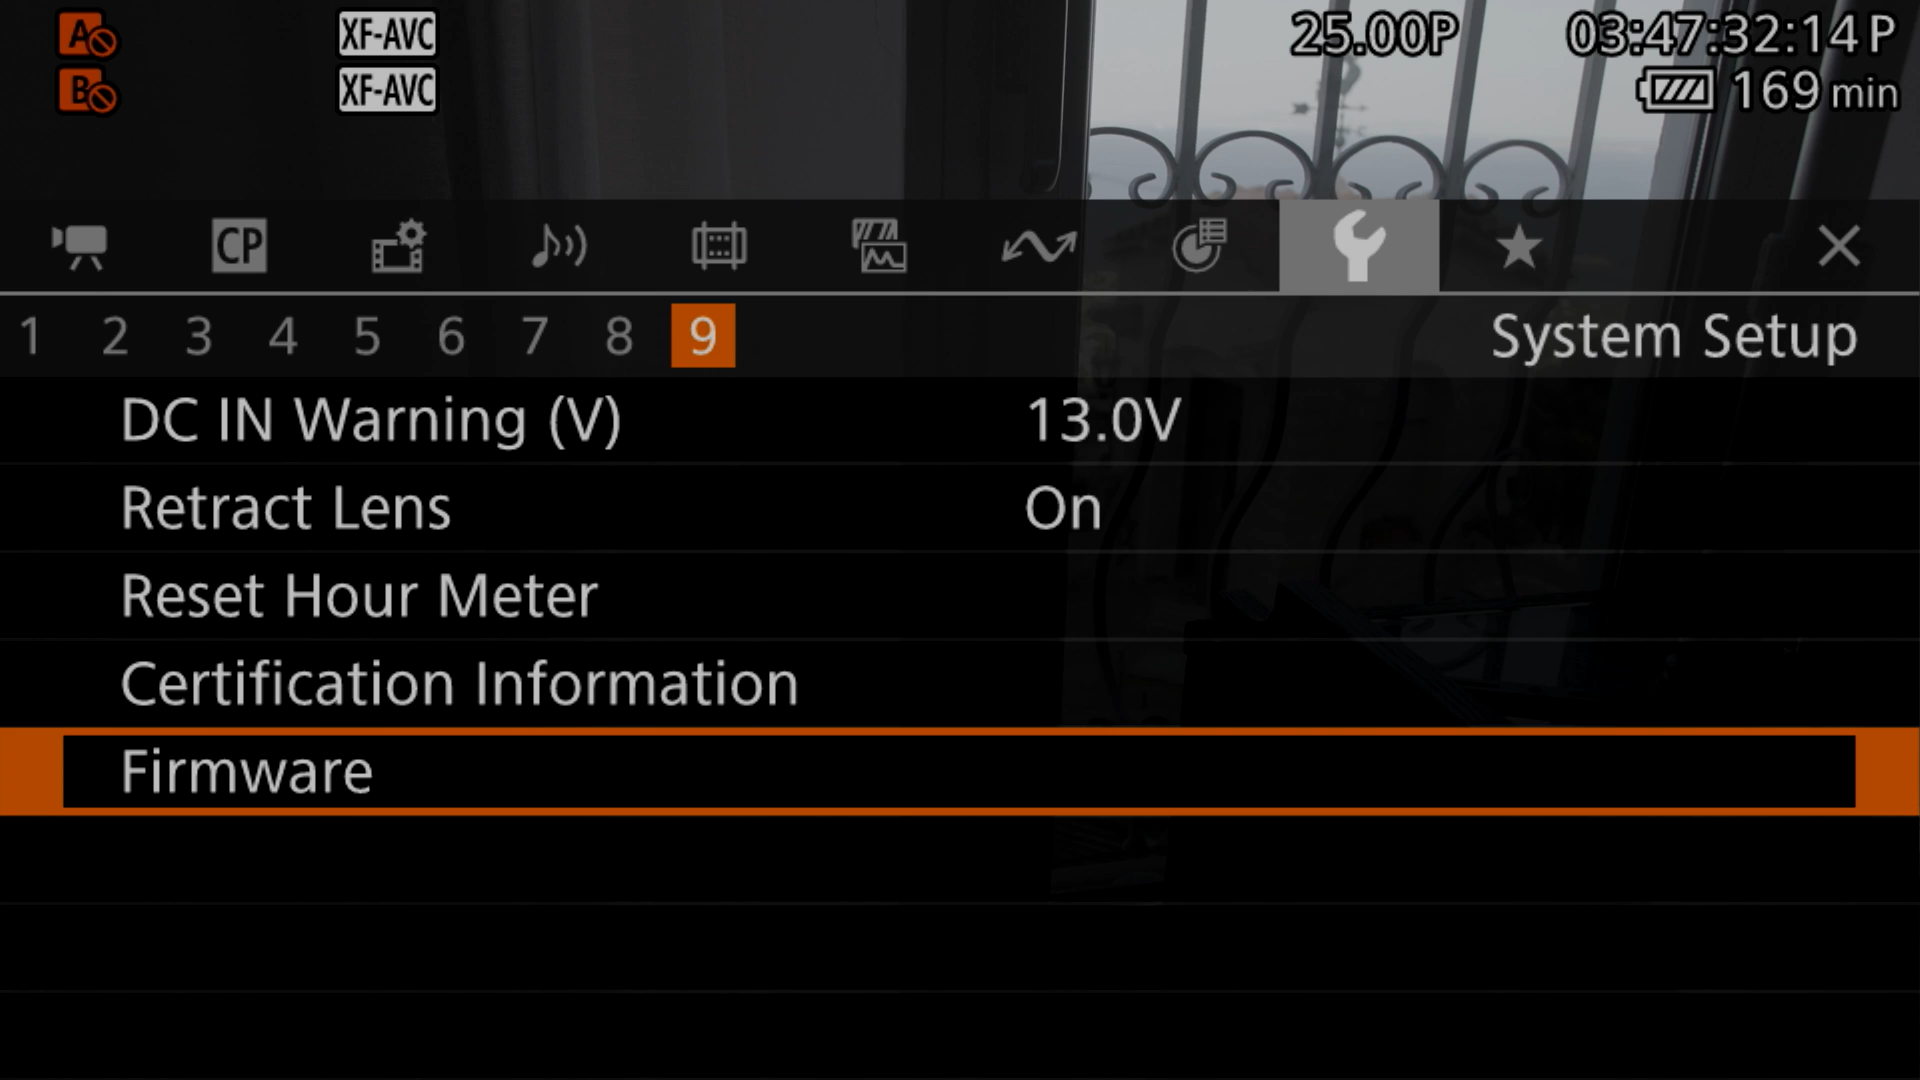 A XF-AVC 25.00P 03:47:32:14 P
B XF-AVC 169 min
CP
1 2 3 4 5 6 7 8 9 System Setup
DC IN Warning (V) 13.0V
Retract Lens On
Reset Hour Meter
Certification Information
Firmware